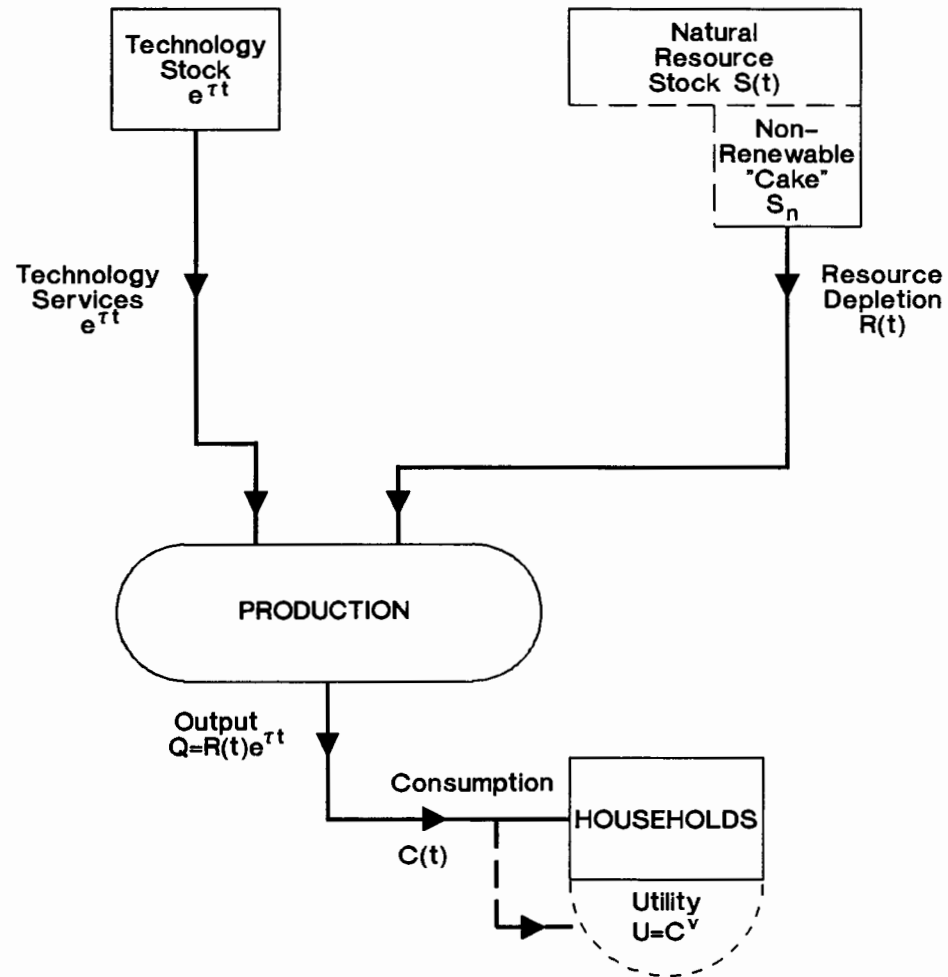 Technology
Stock
e^τt
Natural
Resource
Stock S(t)
Non-
Renewable
"Cake"
S_n
Technology
Services
e^τt
Resource
Depletion
R(t)
PRODUCTION
Output
Q=R(t)e^τt
Consumption
C(t)
HOUSEHOLDS
Utility
U=C^v